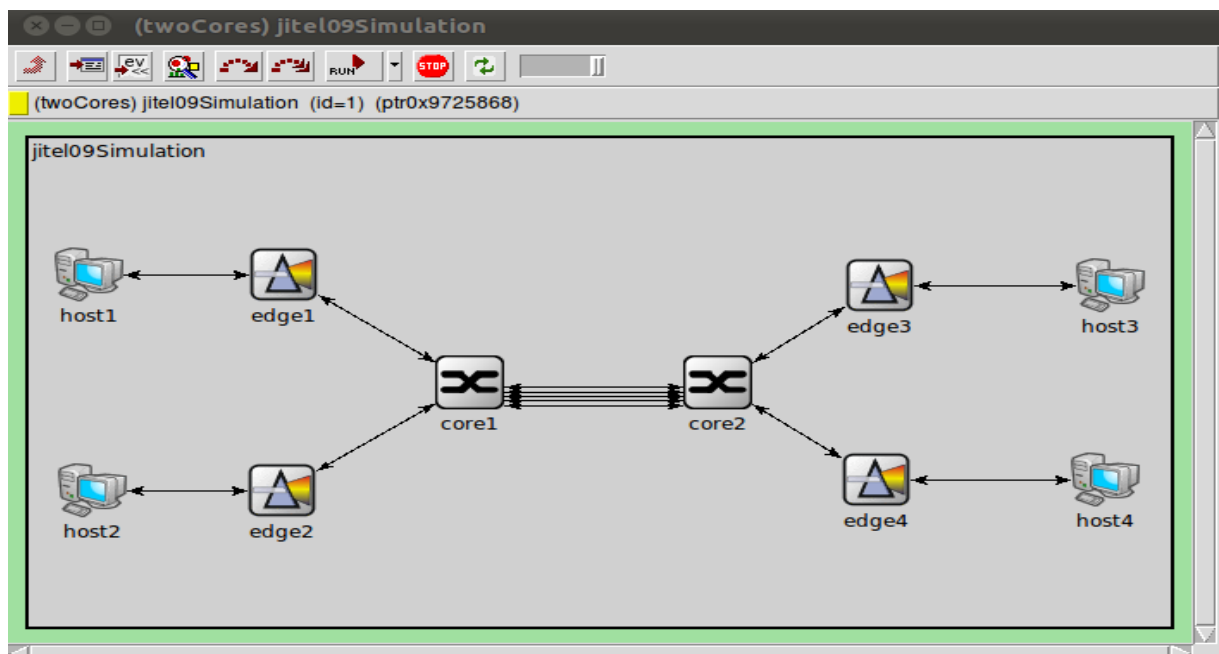 (twoCores) jitel09Simulation
EV
<<
RUN
STOP
(twoCores) jitel09Simulation (id=1) (ptr0x9725868)
jitel09Simulation
host1
edge1
edge3
host3
core1
core2
host2
edge2
edge4
host4